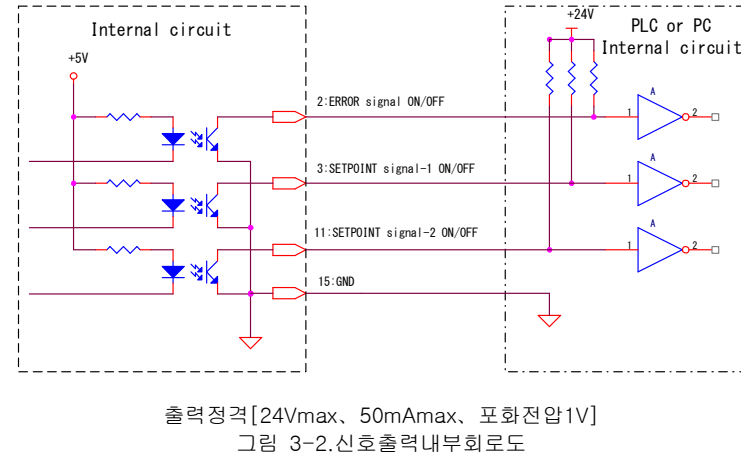 Internal circuit
+5V
2:ERROR signal ON/OFF
3:SETPOINT signal-1 ON/OFF
11:SETPOINT signal-2 ON/OFF
15:GND
+24V
PLC or PC
Internal circuit
A
1
2
A
1
2
A
1
2
출력정격[24Vmax、50mAmax、포화전압1V]
그림 3-2.신호출력내부회로도